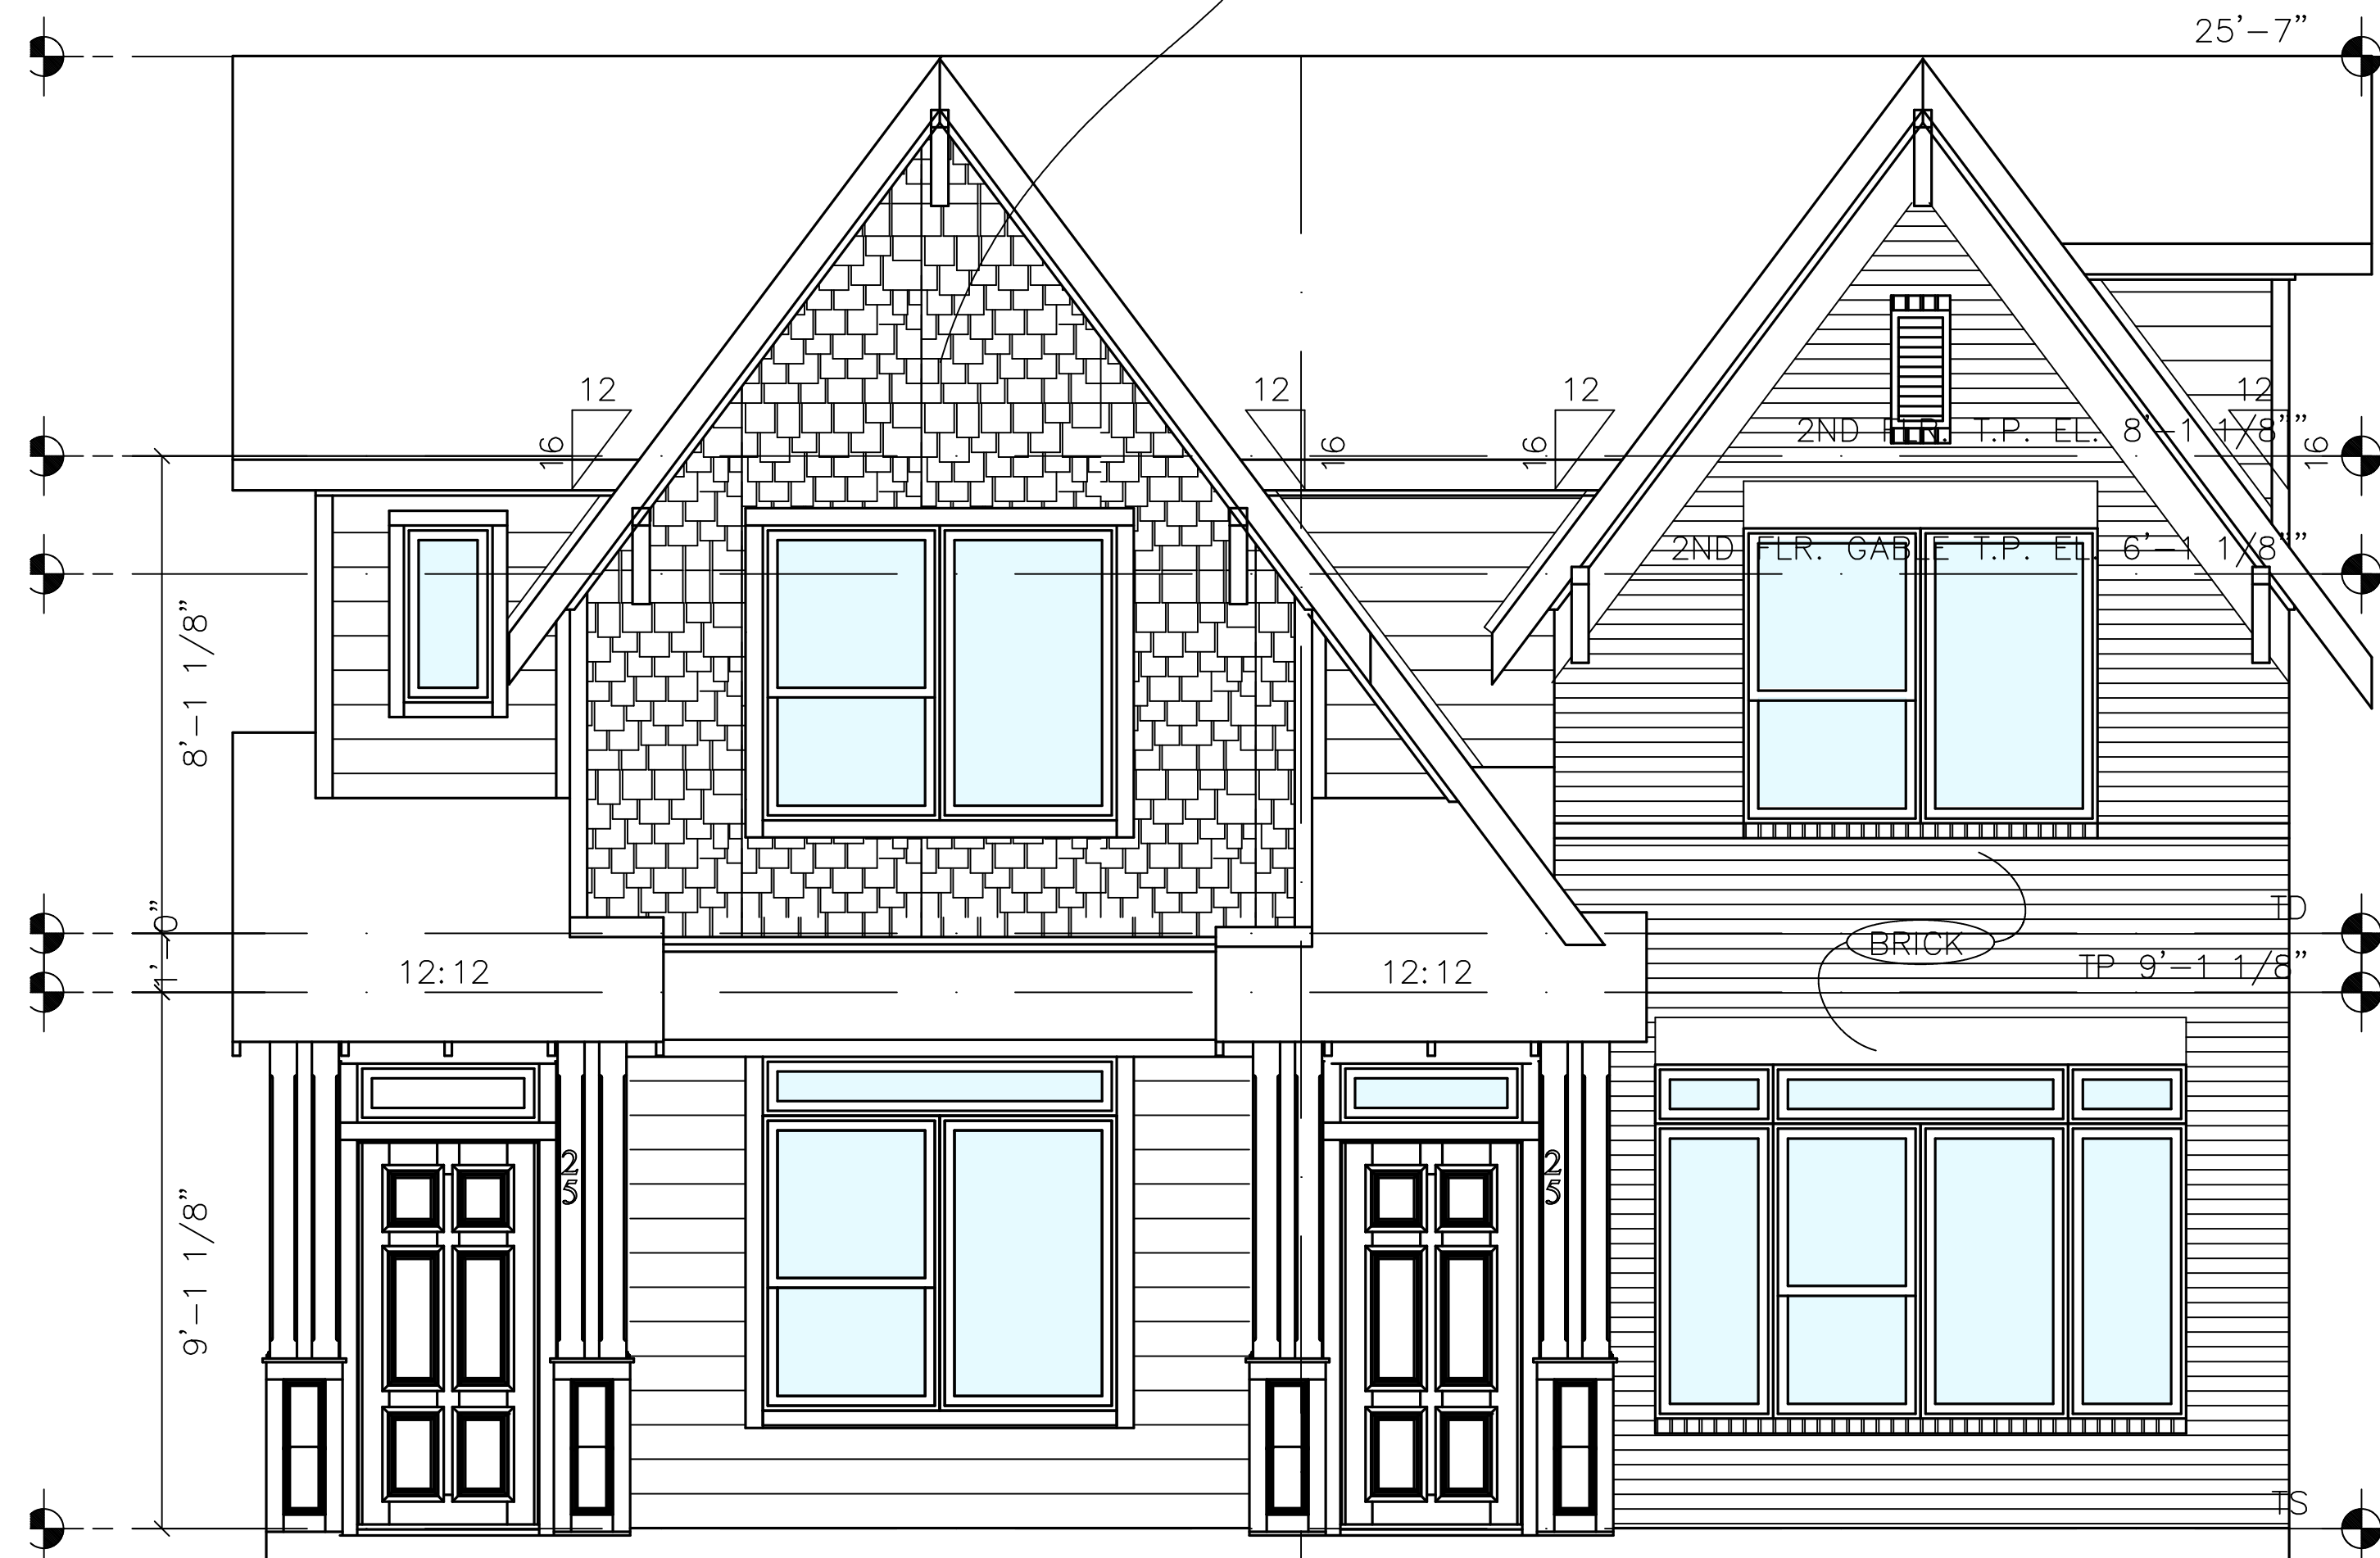 25'-7"
12
12
12
12
16
16
16
16
2ND FLR. T.P. EL. 8'-1 1/8""
2ND FLR. GABLE T.P. EL. 6'-1 1/8""
8'-1 1/8"
1'-0"
TD
BRICK
12:12
12:12
TP 9'-1 1/8"
25
25
9'-1 1/8"
TS